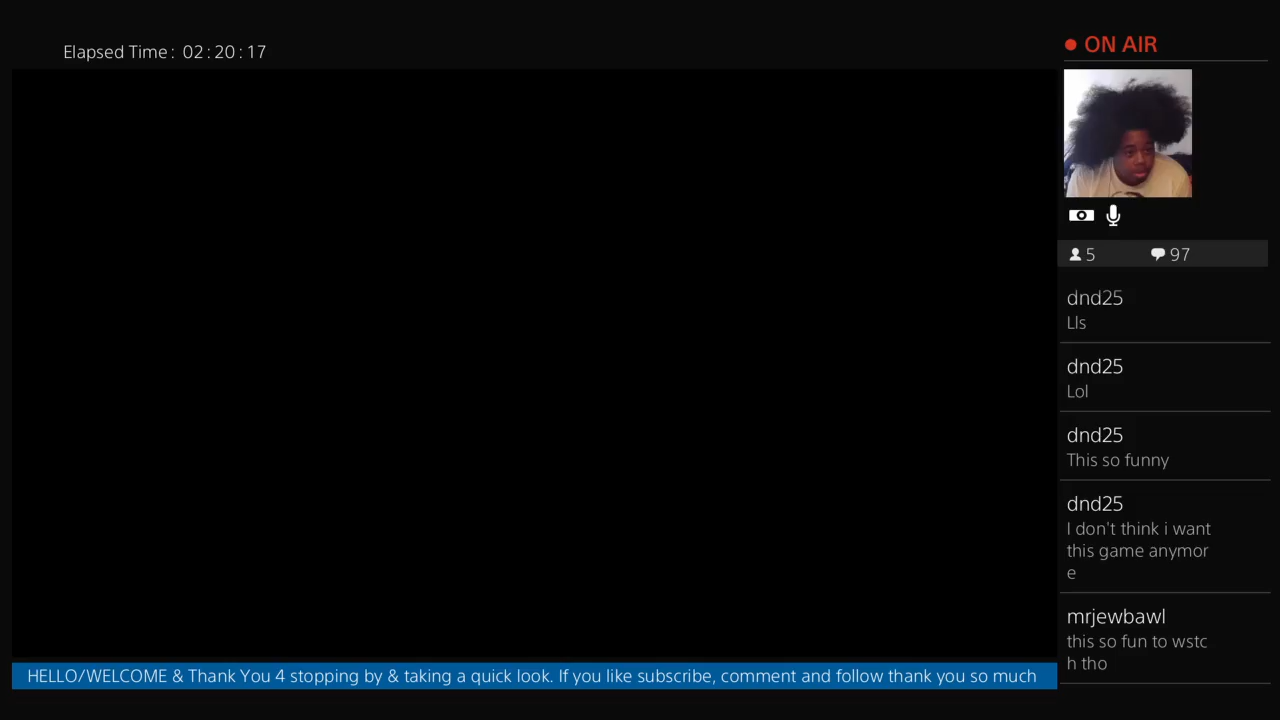 Elapsed Time: 02:20:17
ON AIR
5 97
dnd25
Lls
dnd25
Lol
dnd25
This so funny
dnd25
I don't think i want
this game anymor
e
mrjewbawl
this so fun to wstc
h tho
HELLO/WELCOME & Thank You 4 stopping by & taking a quick look. If you like subscribe, comment and follow thank you so much